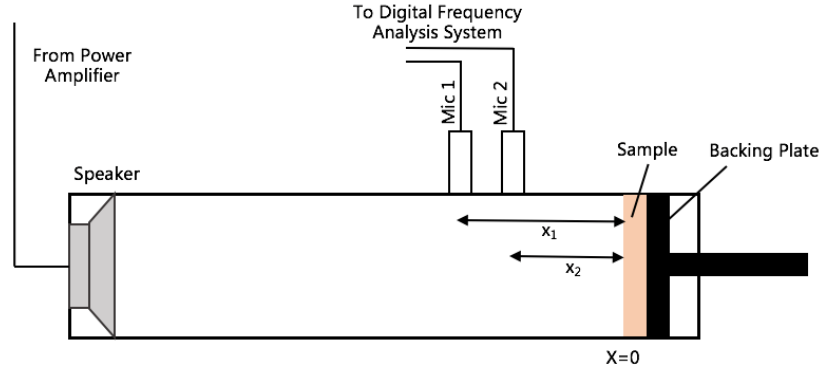 To Digital Frequency
Analysis System
From Power
Amplifier
Mic 1
Mic 2
Speaker
Sample
Backing Plate
x₁
x₂
X=0